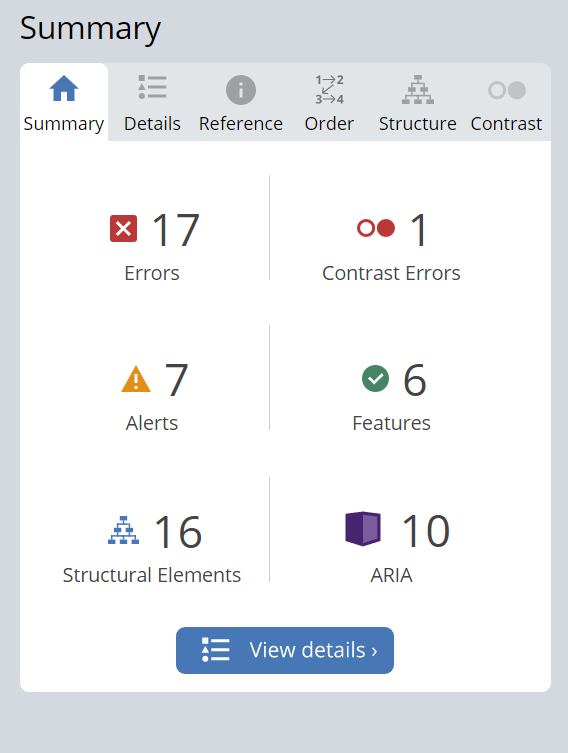 Summary
Summary Details Reference Order Structure Contrast
1→2
3→4
17
Errors
1
Contrast Errors
7
Alerts
6
Features
16
Structural Elements
10
ARIA
View details ›